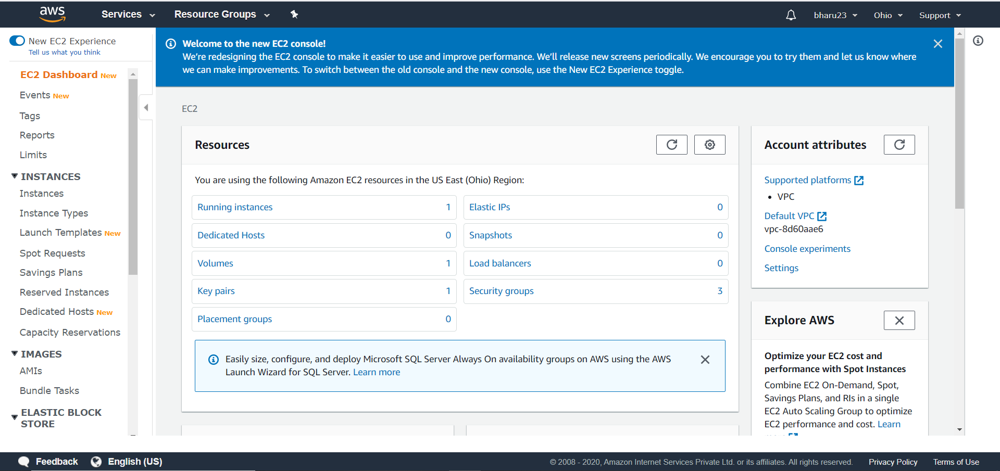 aws
Services
Resource Groups
bharu23
Ohio
Support
New EC2 Experience
Tell us what you think
EC2 Dashboard New
Events New
Tags
Reports
Limits
INSTANCES
Instances
Instance Types
Launch Templates New
Spot Requests
Savings Plans
Reserved Instances
Dedicated Hosts New
Capacity Reservations
IMAGES
AMIs
Bundle Tasks
ELASTIC BLOCK
STORE
Welcome to the new EC2 console!
We're redesigning the EC2 console to make it easier to use and improve performance. We'll release new screens periodically. We encourage you to try them and let us know where
we can make improvements. To switch between the old console and the new console, use the New EC2 Experience toggle.
EC2
Resources
You are using the following Amazon EC2 resources in the US East (Ohio) Region:
Running instances 1
Elastic IPs 0
Dedicated Hosts 0
Snapshots 0
Volumes 1
Load balancers 0
Key pairs 1
Security groups 3
Placement groups 0
Easily size, configure, and deploy Microsoft SQL Server Always On availability groups on AWS using the AWS
Launch Wizard for SQL Server. Learn more
Account attributes
Supported platforms
• VPC
Default VPC
vpc-8d60aae6
Console experiments
Settings
Explore AWS
Optimize your EC2 cost and
performance with Spot Instances
Combine EC2 On-Demand, Spot,
Savings Plans, and RIs in a single
EC2 Auto Scaling Group to optimize
EC2 performance and cost. Learn
Feedback
English (US)
© 2008 - 2020, Amazon Internet Services Private Ltd. or its affiliates. All rights reserved.
Privacy Policy
Terms of Use